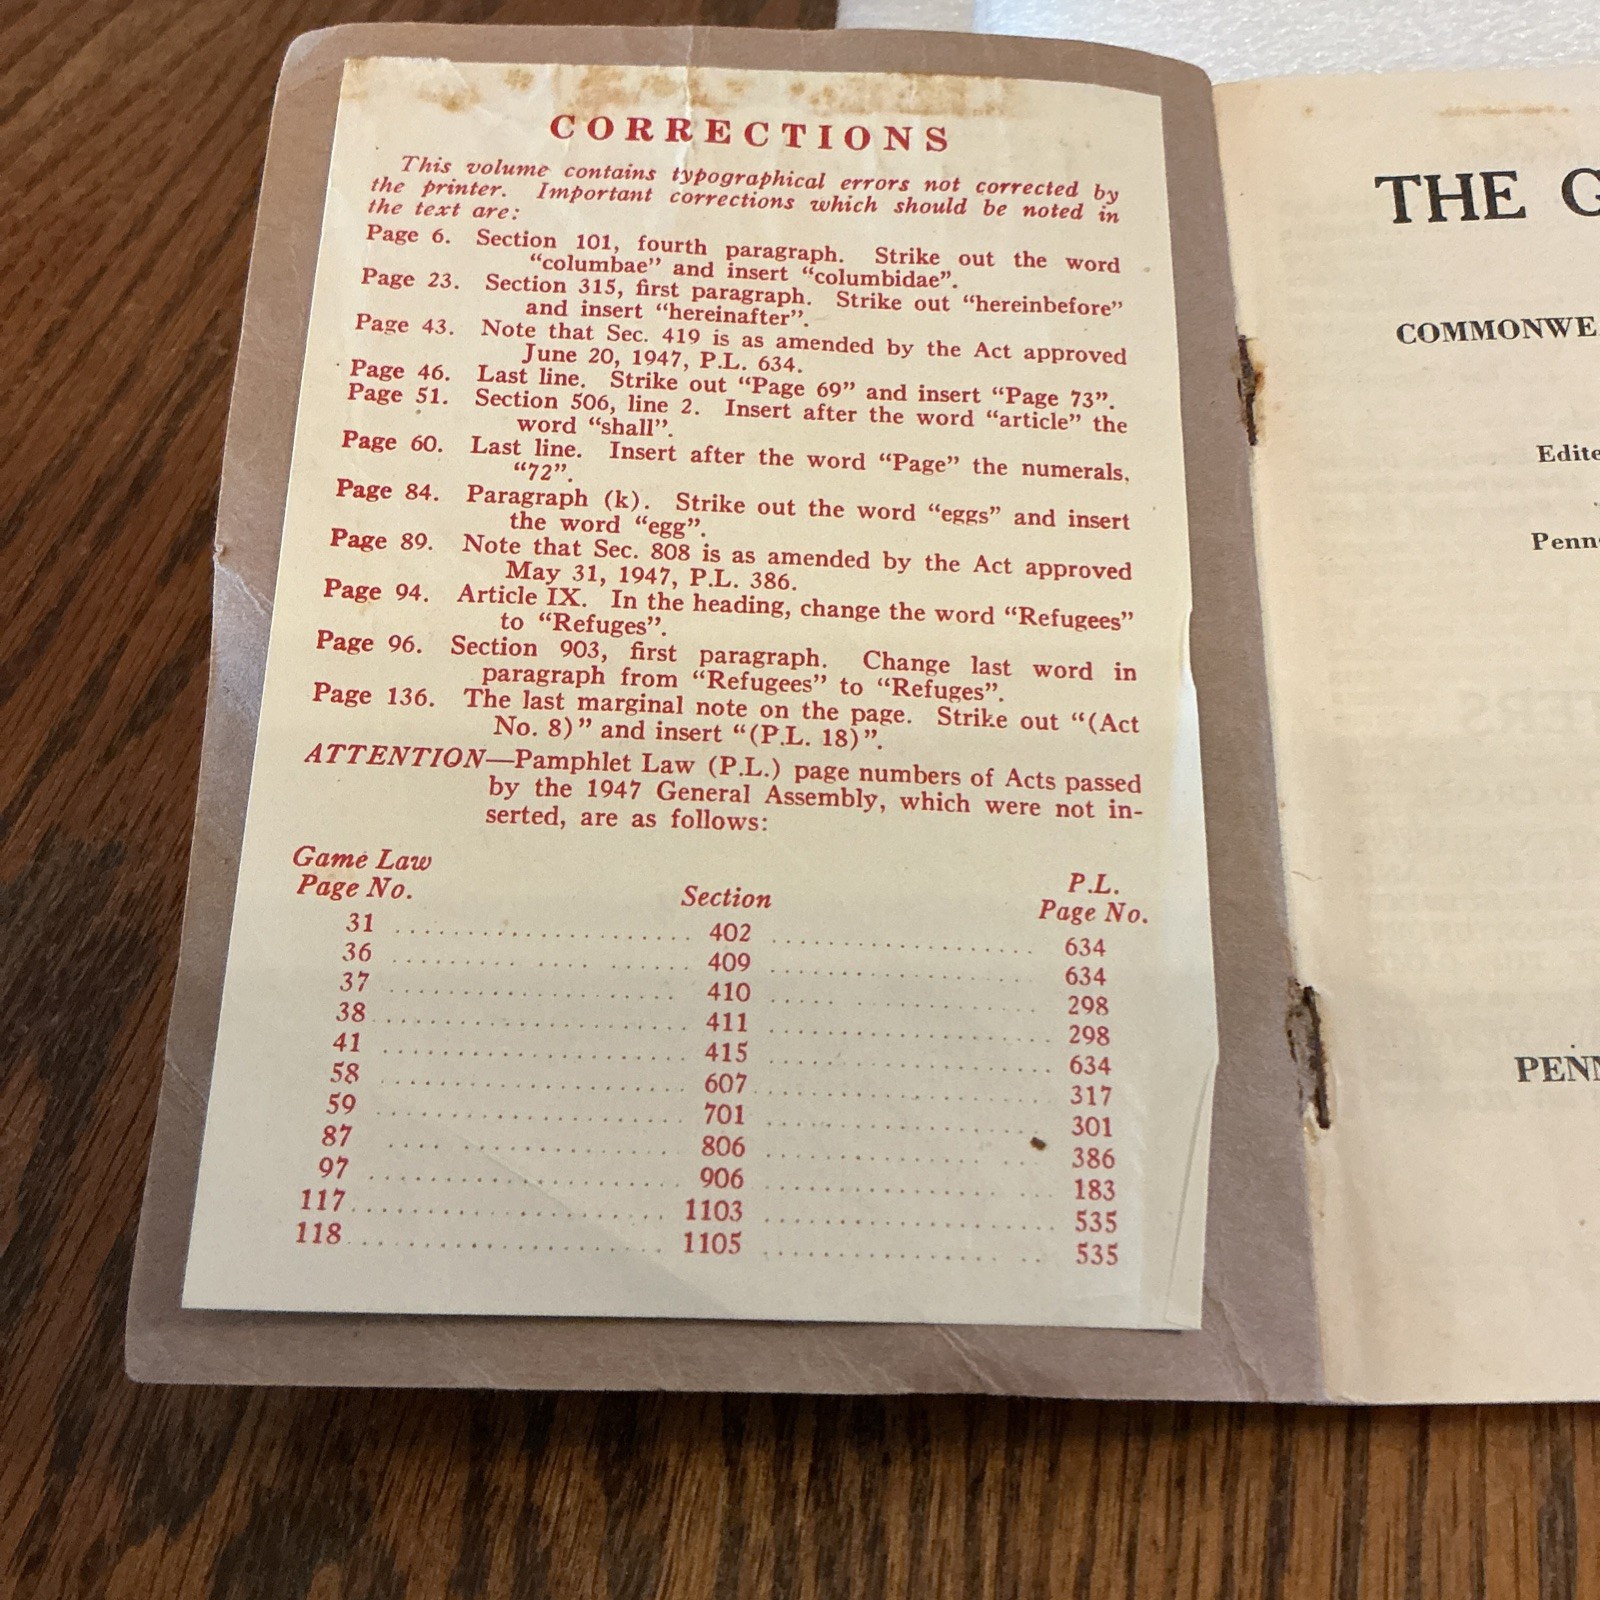 CORRECTIONS
This volume contains typographical errors not corrected by
the printer. Important corrections which should be noted in
the text are:
Page 6. Section 101, fourth paragraph. Strike out the word
“columbae” and insert “columbidae”.
Page 23. Section 315, first paragraph. Strike out “hereinbefore”
and insert “hereinafter”.
Page 43. Note that Sec. 419 is as amended by the Act approved
June 20, 1947, P.L. 634.
Page 46. Last line. Strike out “Page 69” and insert “Page 73”.
Page 51. Section 506, line 2. Insert after the word “article” the
word “shall”.
Page 60. Last line. Insert after the word “Page” the numerals,
“72”.
Page 84. Paragraph (k). Strike out the word “eggs” and insert
the word “egg”.
Page 89. Note that Sec. 808 is as amended by the Act approved
May 31, 1947, P.L. 386.
Page 94. Article IX. In the heading, change the word “Refugees”
to “Refuges”.
Page 96. Section 903, first paragraph. Change last word in
paragraph from “Refugees” to “Refuges”.
Page 136. The last marginal note on the page. Strike out “(Act
No. 8)” and insert “(P.L. 18)”.
ATTENTION—Pamphlet Law (P.L.) page numbers of Acts passed
by the 1947 General Assembly, which were not in-
serted, are as follows:
Game Law
Page No. Section P.L. Page No.
31 402 634
36 409 634
37 410 298
38 411 298
41 415 634
58 607 317
59 701 301
87 806 386
97 906 183
117 1103 535
118 1105 535
THE G
COMMONWEA
Edite
Penns
PENN